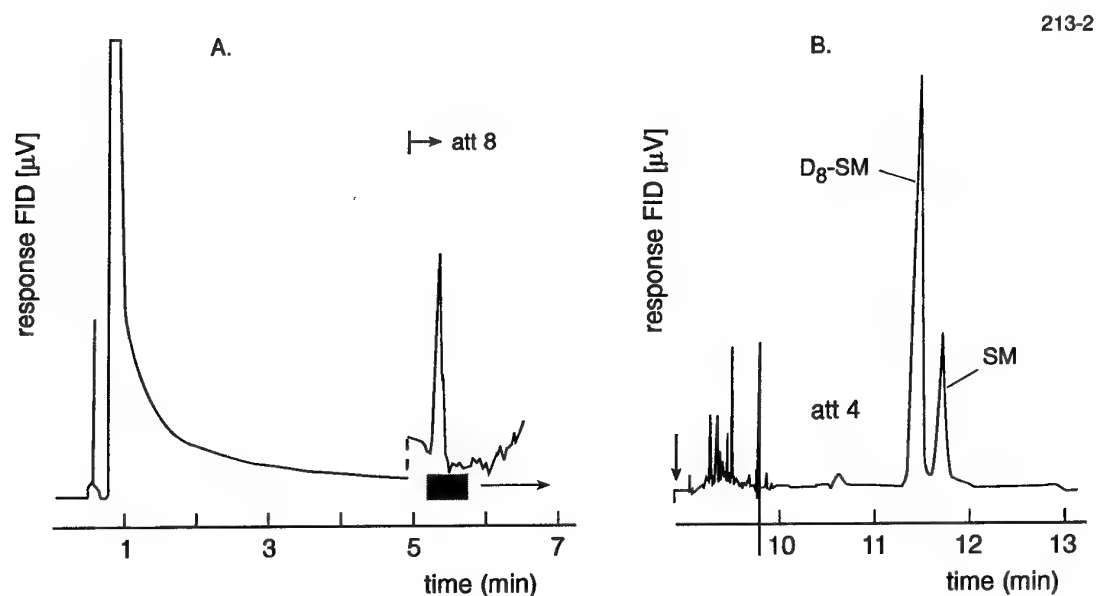 213-2
A.
response FID [μV]
att 8
1 3 5 7
time (min)
B.
response FID [μV]
D₈-SM
SM
att 4
10 11 12 13
time (min)